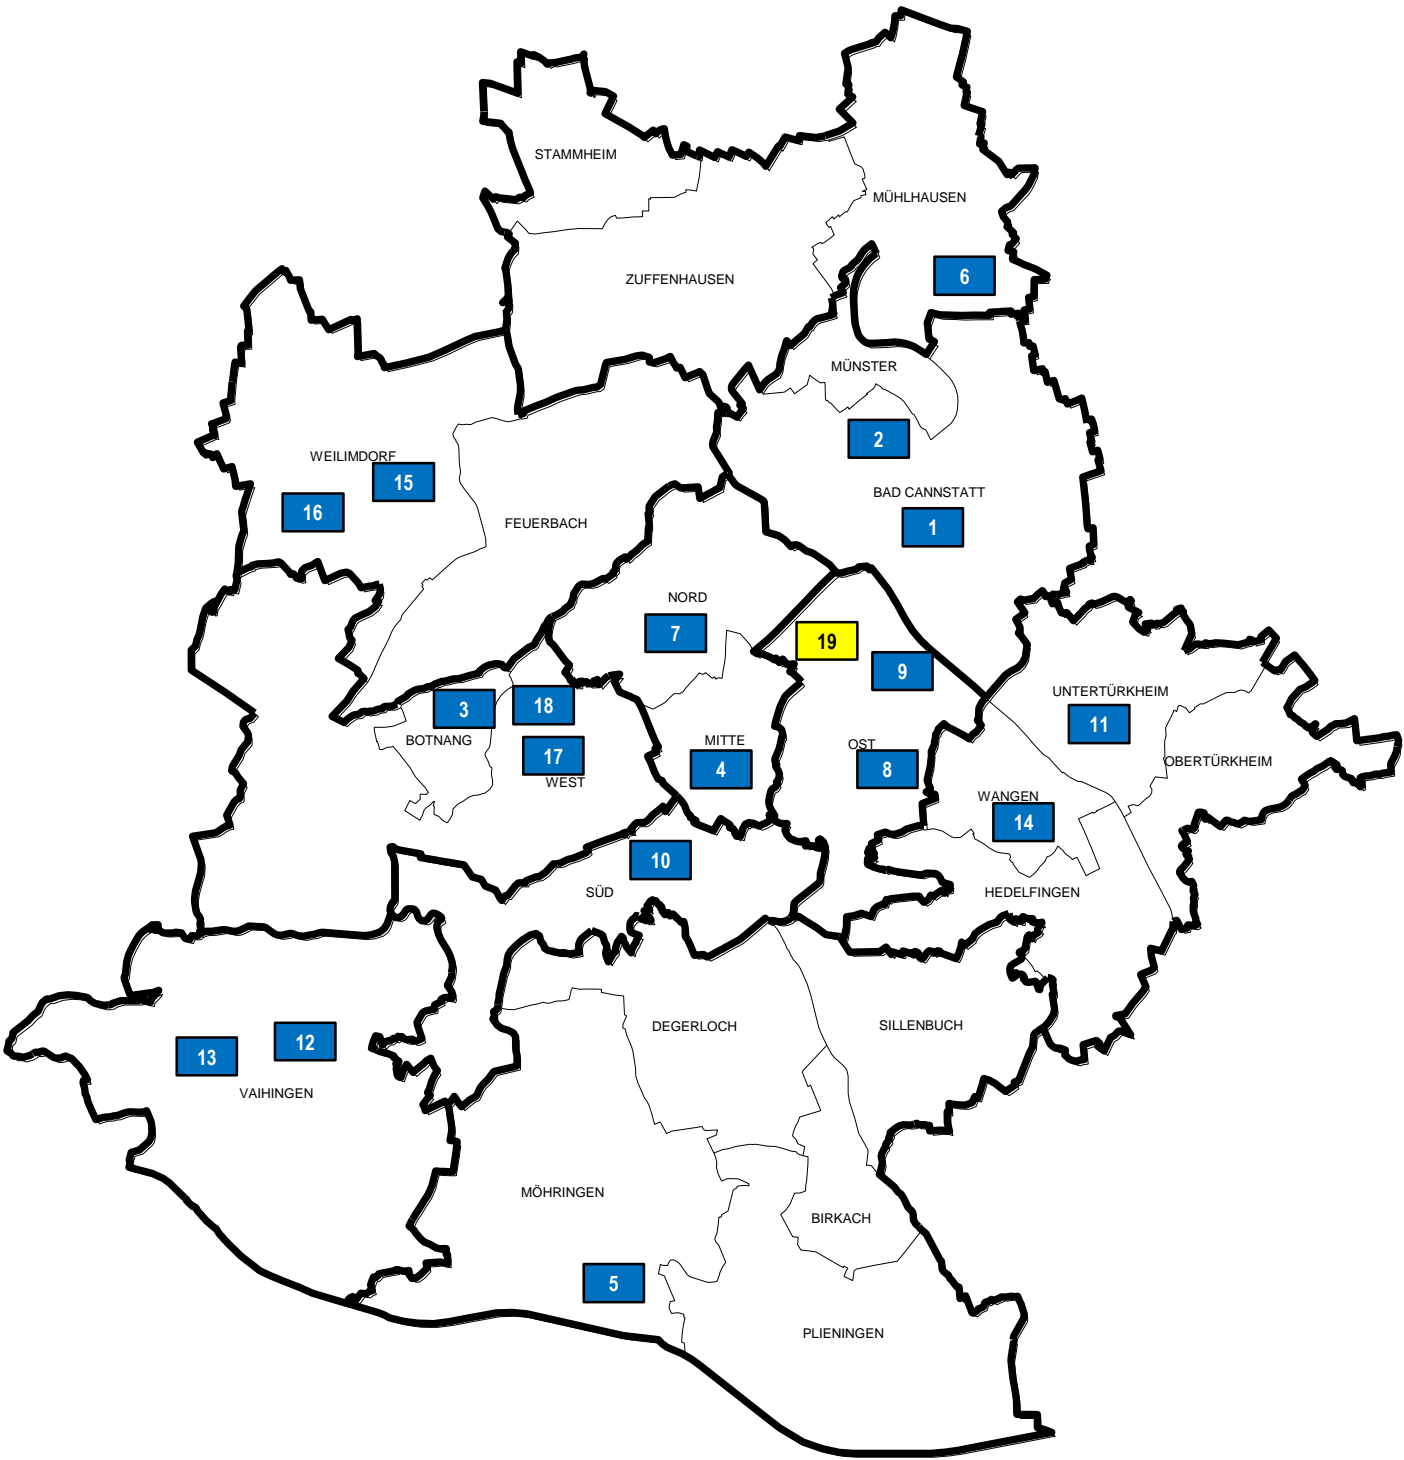 STAMMHEIM
MÜHLHAUSEN
ZUFFENHAUSEN
6
MÜNSTER
2
WEILIMDORF
15
BAD CANNSTATT
16
FEUERBACH
1
NORD
7
19
9
UNTERTÜRKHEIM
3
18
11
BOTNANG
MITTE
OST
17
WEST
4
8
OBERTÜRKHEIM
WANGEN
14
10
SÜD
HEDELFINGEN
DEGERLOCH
SILLENBUCH
12
13
VAIHINGEN
MÖHRINGEN
BIRKACH
5
PLIENINGEN